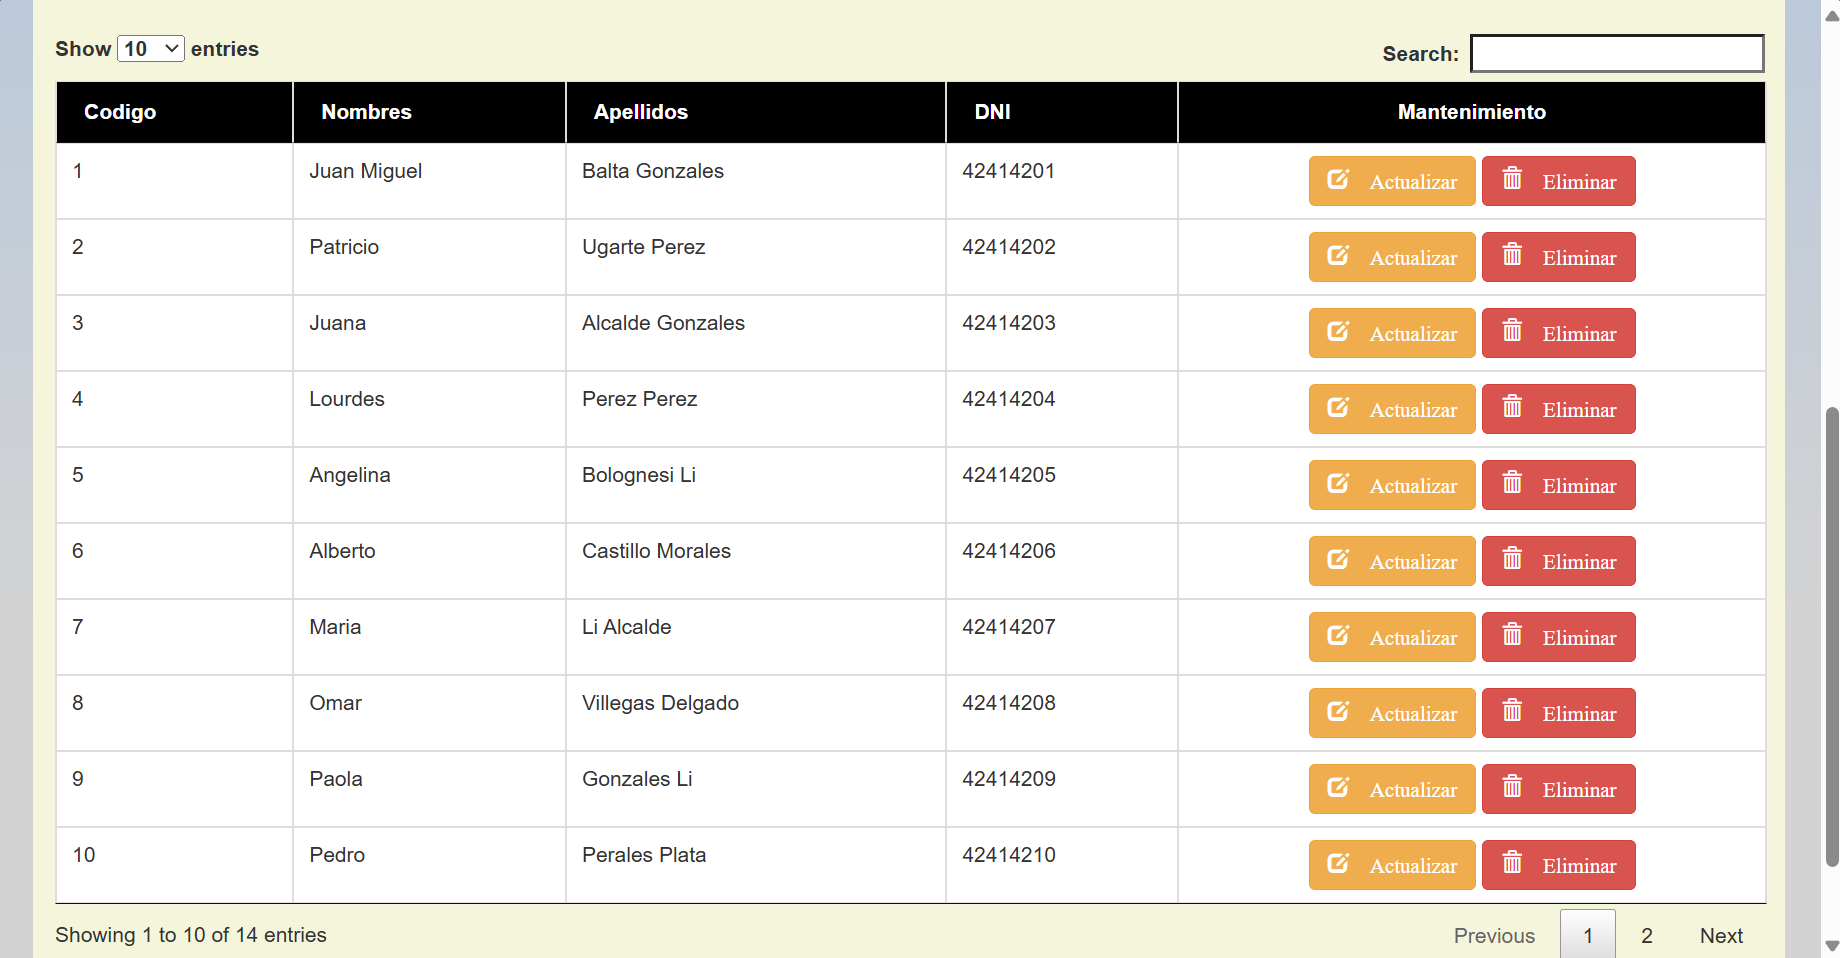 Show 10 entries
Search:
Codigo Nombres Apellidos DNI Mantenimiento
1 Juan Miguel Balta Gonzales 42414201 Actualizar Eliminar
2 Patricio Ugarte Perez 42414202 Actualizar Eliminar
3 Juana Alcalde Gonzales 42414203 Actualizar Eliminar
4 Lourdes Perez Perez 42414204 Actualizar Eliminar
5 Angelina Bolognesi Li 42414205 Actualizar Eliminar
6 Alberto Castillo Morales 42414206 Actualizar Eliminar
7 Maria Li Alcalde 42414207 Actualizar Eliminar
8 Omar Villegas Delgado 42414208 Actualizar Eliminar
9 Paola Gonzales Li 42414209 Actualizar Eliminar
10 Pedro Perales Plata 42414210 Actualizar Eliminar
Showing 1 to 10 of 14 entries
Previous 1 2 Next